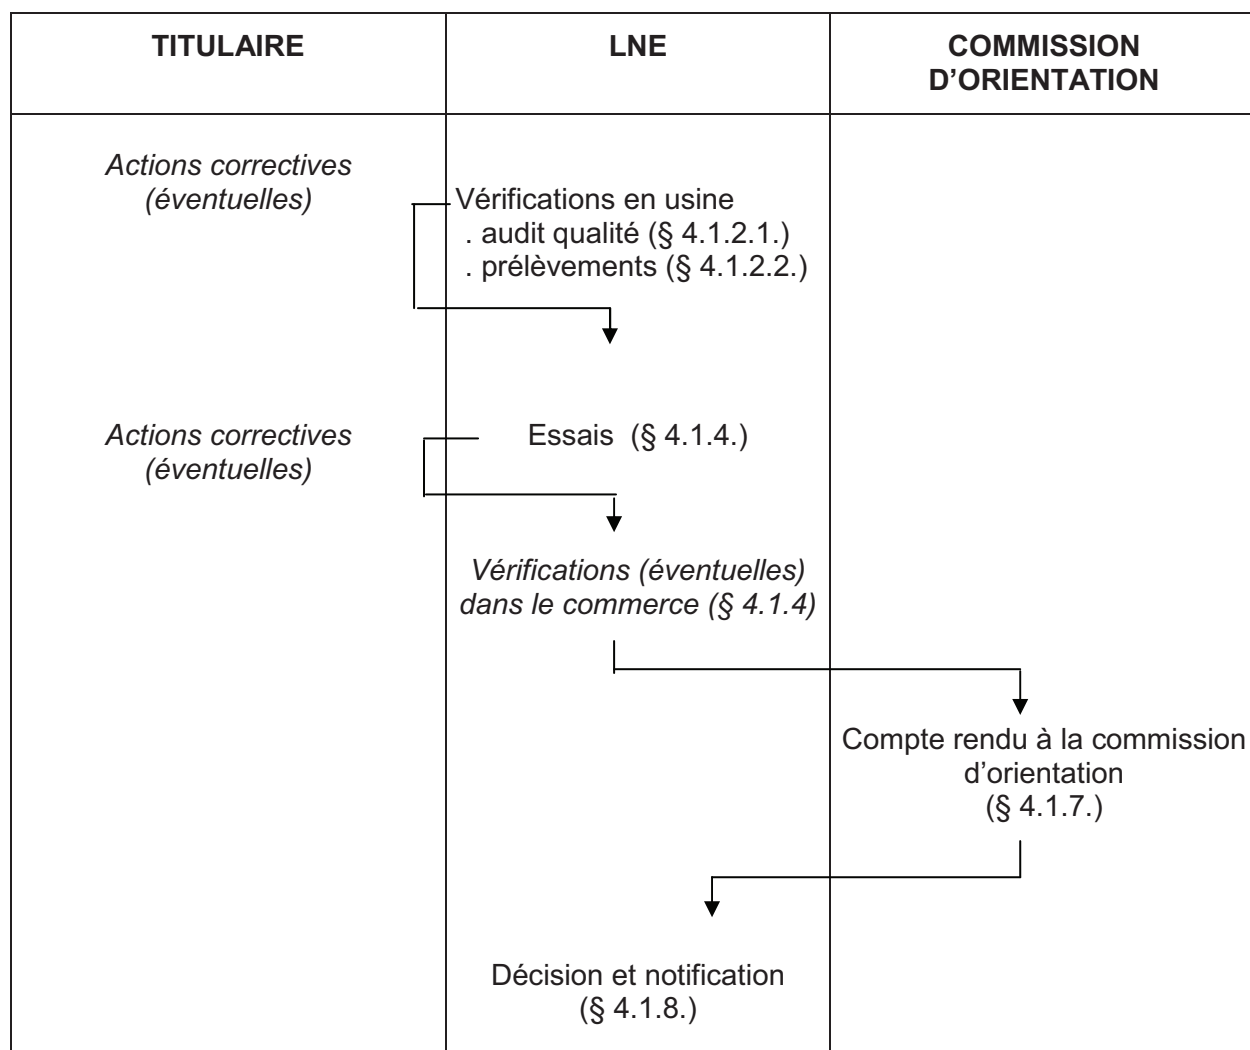 TITULAIRE
LNE
COMMISSION
D'ORIENTATION
Actions correctives
(éventuelles)
Vérifications en usine
. audit qualité (§ 4.1.2.1.)
. prélèvements (§ 4.1.2.2.)
Actions correctives
(éventuelles)
Essais (§ 4.1.4.)
Vérifications (éventuelles)
dans le commerce (§ 4.1.4)
Compte rendu à la commission
d'orientation
(§ 4.1.7.)
Décision et notification
(§ 4.1.8.)